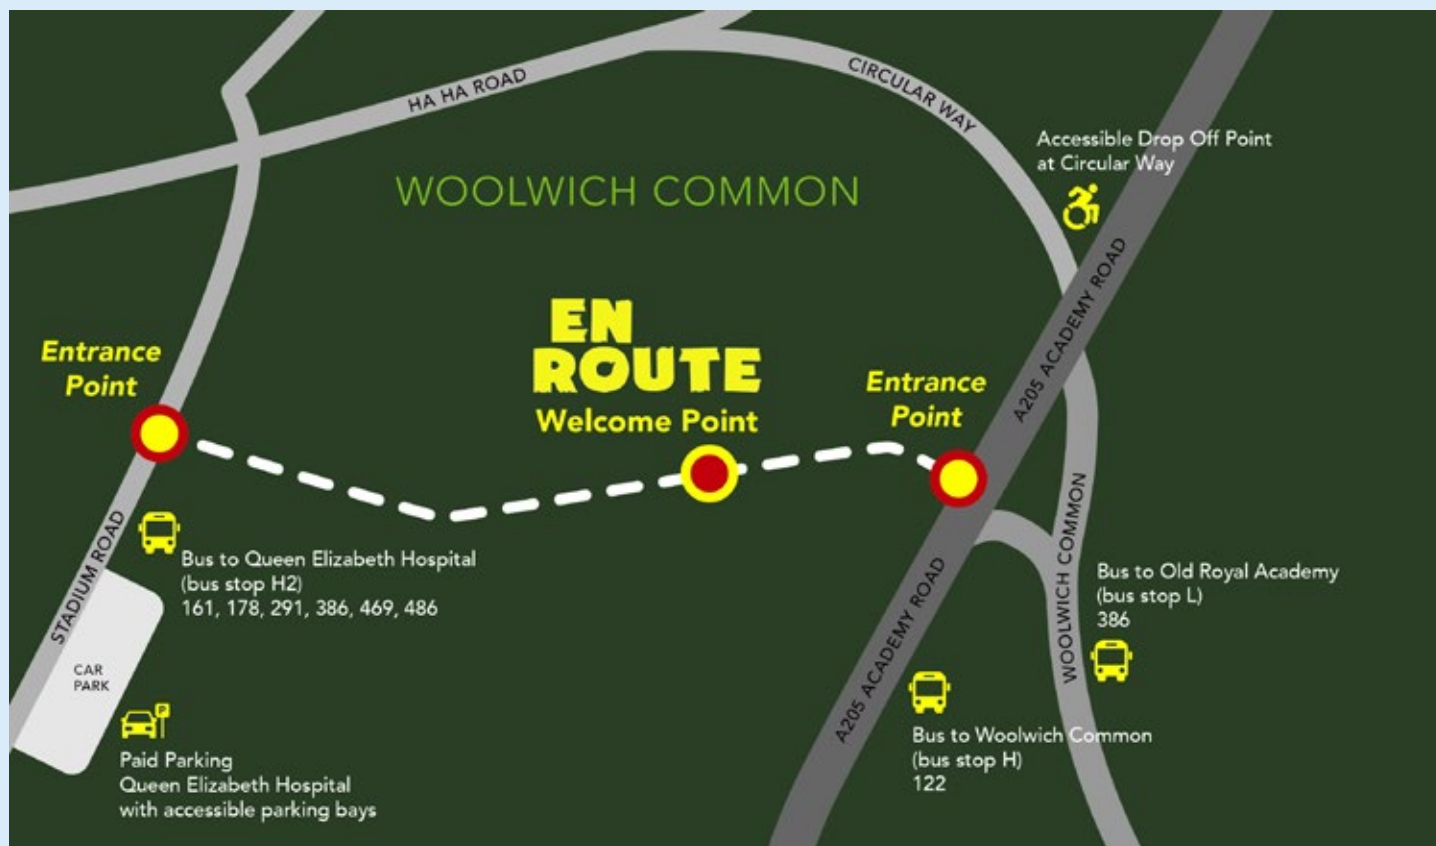 HA HA ROAD
CIRCULAR WAY
Accessible Drop Off Point
at Circular Way
WOOLWICH COMMON
A205 ACADEMY ROAD
EN
ROUTE
Welcome Point
Entrance
Point
Entrance
Point
STADIUM ROAD
Bus to Queen Elizabeth Hospital
(bus stop H2)
161, 178, 291, 386, 469, 486
WOOLWICH COMMON
A205 ACADEMY ROAD
Bus to Old Royal Academy
(bus stop L)
386
CAR
PARK
P
Paid Parking
Queen Elizabeth Hospital
with accessible parking bays
Bus to Woolwich Common
(bus stop H)
122